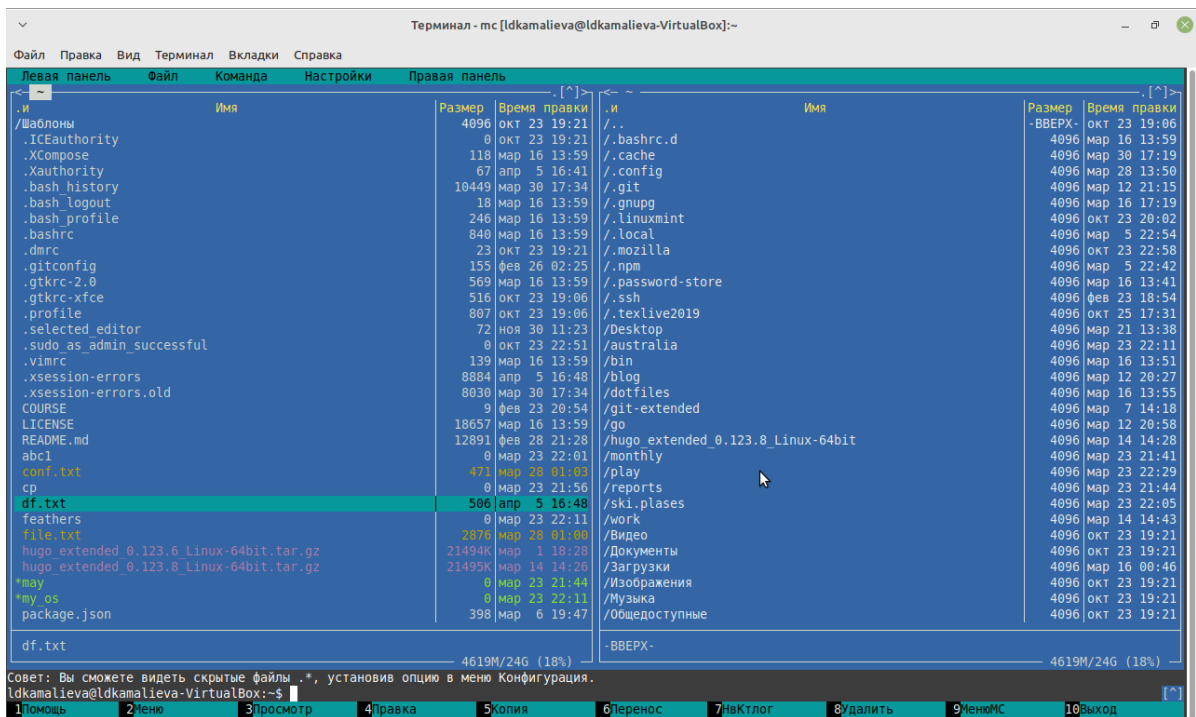 Терминал - mc [ldkamalieva@ldkamalieva-VirtualBox]:~
Файл Правка Вид Терминал Вкладки Справка
Левая панель Файл Команда Настройки Правая панель
<— ~ .[^]> <— ~ .[^]>
.и Имя Размер Время правки .и Имя Размер Время правки
/Шаблоны 4096 окт 23 19:21 /.. -ВВЕРХ- окт 23 19:06
.ICEauthority 0 окт 23 19:21 /.bashrc.d 4096 мар 16 13:59
.XCompose 118 мар 16 13:59 /.cache 4096 мар 30 17:19
.Xauthority 67 апр 5 16:41 /.config 4096 мар 28 13:50
.bash_history 10449 мар 30 17:34 /.git 4096 мар 12 21:15
.bash_logout 18 мар 16 13:59 /.gnupg 4096 мар 16 17:19
.bash_profile 246 мар 16 13:59 /.linuxmint 4096 окт 23 20:02
.bashrc 840 мар 16 13:59 /.local 4096 мар 5 22:54
.dmrc 23 окт 23 19:21 /.mozilla 4096 окт 23 22:58
.gitconfig 155 фев 26 02:25 /.npm 4096 мар 5 22:42
.gtkrc-2.0 569 мар 16 13:59 /.password-store 4096 мар 16 13:41
.gtkrc-xfce 516 окт 23 19:06 /.ssh 4096 фев 23 18:54
.profile 807 окт 23 19:06 /.texlive2019 4096 окт 25 17:31
.selected_editor 72 ноя 30 11:23 /Desktop 4096 мар 21 13:38
.sudo_as_admin_successful 0 окт 23 22:51 /australia 4096 мар 23 22:11
.vimrc 139 мар 16 13:59 /bin 4096 мар 16 13:51
.xsession-errors 8884 апр 5 16:48 /blog 4096 мар 12 20:27
.xsession-errors.old 8030 мар 30 17:34 /dotfiles 4096 мар 16 13:55
COURSE 9 фев 23 20:54 /git-extended 4096 мар 7 14:18
LICENSE 18657 мар 16 13:59 /go 4096 мар 12 20:58
README.md 12891 фев 28 21:28 /hugo_extended_0.123.8_Linux-64bit 4096 мар 14 14:28
abc1 0 мар 23 22:01 /monthly 4096 мар 23 21:41
conf.txt 471 мар 28 01:03 /play 4096 мар 23 22:29
cp 0 мар 23 21:56 /reports 4096 мар 23 21:44
df.txt 506 апр 5 16:48 /ski.plases 4096 мар 23 22:05
feathers 0 мар 23 22:11 /work 4096 мар 14 14:43
file.txt 2876 мар 28 01:00 /Видео 4096 окт 23 19:21
hugo_extended_0.123.6_Linux-64bit.tar.gz 21494K мар 1 18:28 /Документы 4096 окт 23 19:21
hugo_extended_0.123.8_Linux-64bit.tar.gz 21495K мар 14 14:26 /Загрузки 4096 мар 16 00:46
*may 0 мар 23 21:44 /Изображения 4096 окт 23 19:21
*my_os 0 мар 23 22:11 /Музыка 4096 окт 23 19:21
package.json 398 мар 6 19:47 /Общедоступные 4096 окт 23 19:21
df.txt -ВВЕРХ-
4619M/24G (18%) 4619M/24G (18%)
Совет: Вы сможете видеть скрытые файлы .*, установив опцию в меню Конфигурация.
ldkamalieva@ldkamalieva-VirtualBox:~$ [^]
1Помощь 2Меню 3Просмотр 4Правка 5Копия 6Перенос 7НвКтлог 8Удалить 9МенюМС 10Выход